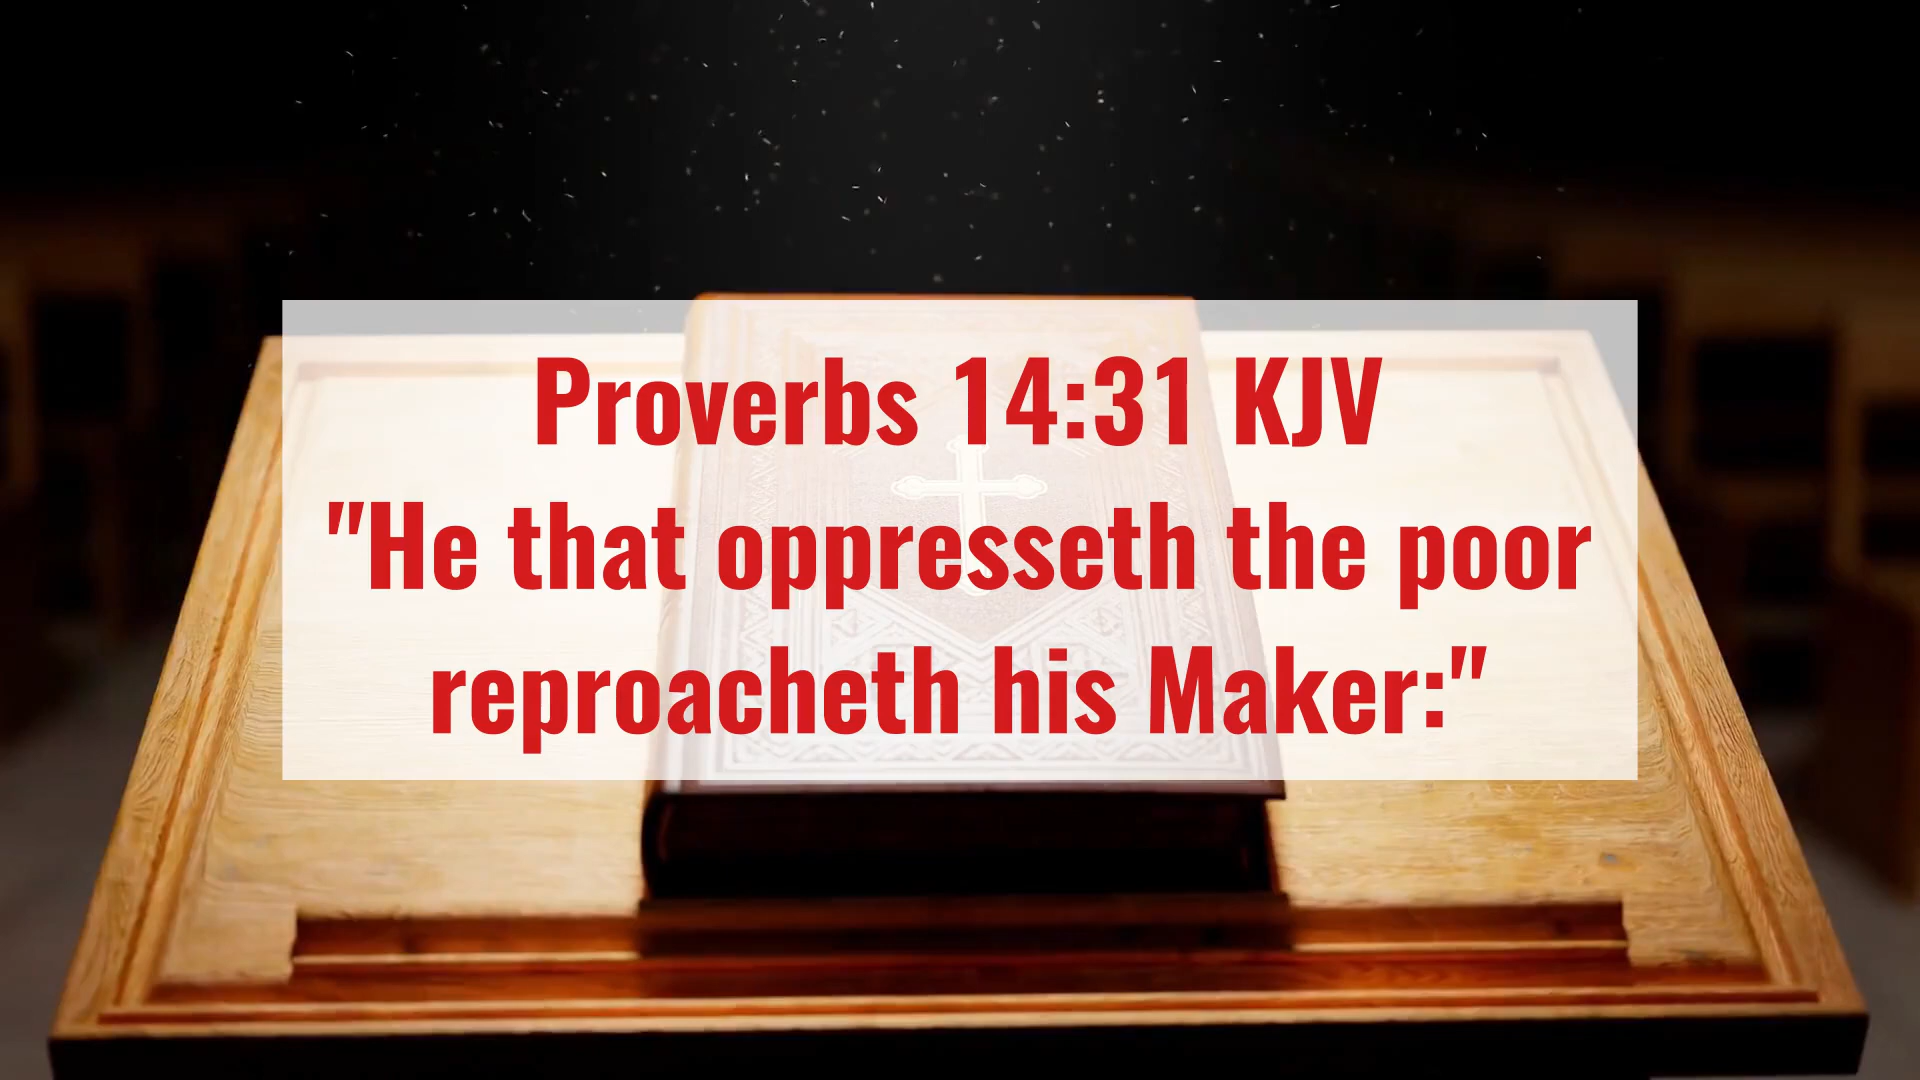 Proverbs 14:31 KJV
"He that oppresseth the poor
reproacheth his Maker:"